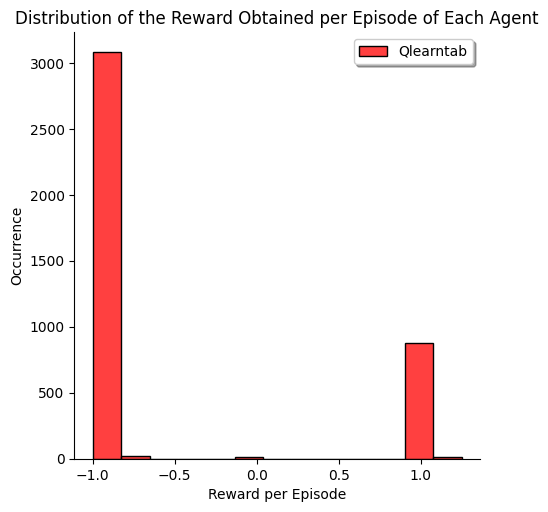 Distribution of the Reward Obtained per Episode of Each Agent
Qlearntab
3000
2500
2000
1500
1000
500
0
Occurrence
−1.0 −0.5 0.0 0.5 1.0
Reward per Episode